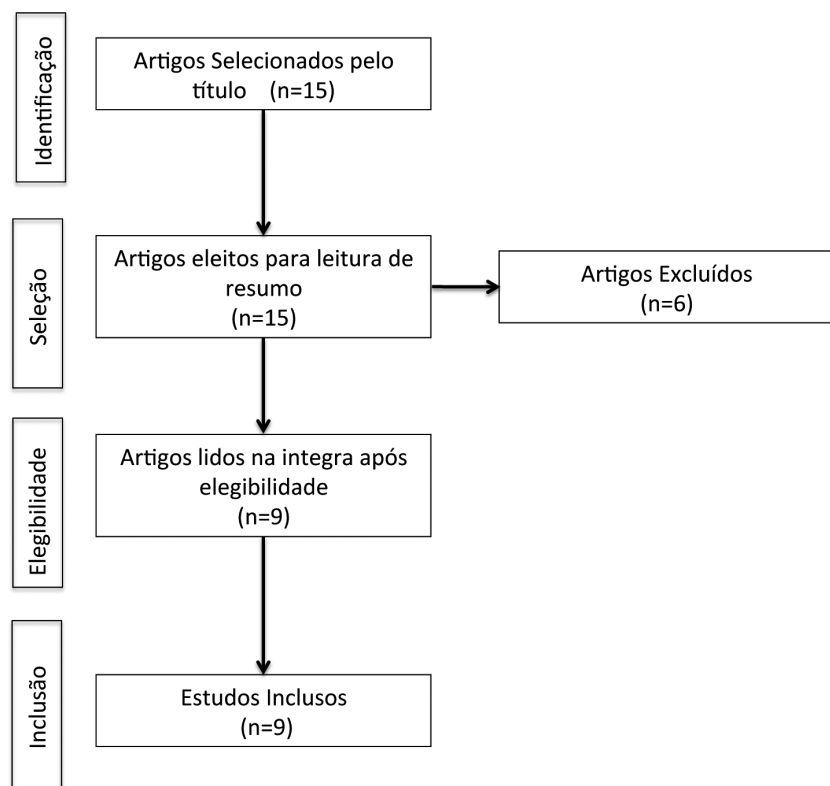 Identificação
Artigos Selecionados pelo
título (n=15)
Seleção
Artigos eleitos para leitura de
resumo
(n=15)
Artigos Excluídos
(n=6)
Elegibilidade
Artigos lidos na integra após
elegibilidade
(n=9)
Inclusão
Estudos Inclusos
(n=9)